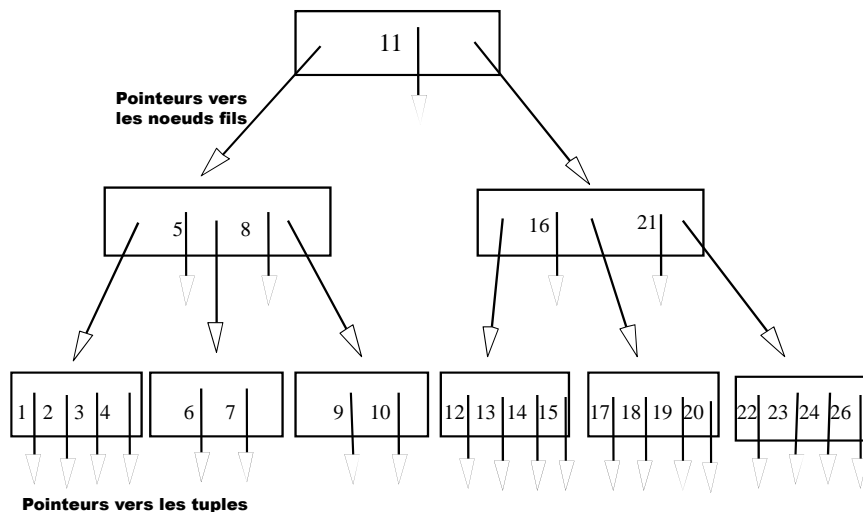 11
Pointeurs vers
les noeuds fils
5 8
16 21
1 2 3 4
6 7
9 10
12 13 14 15
17 18 19 20
22 23 24 26
Pointeurs vers les tuples